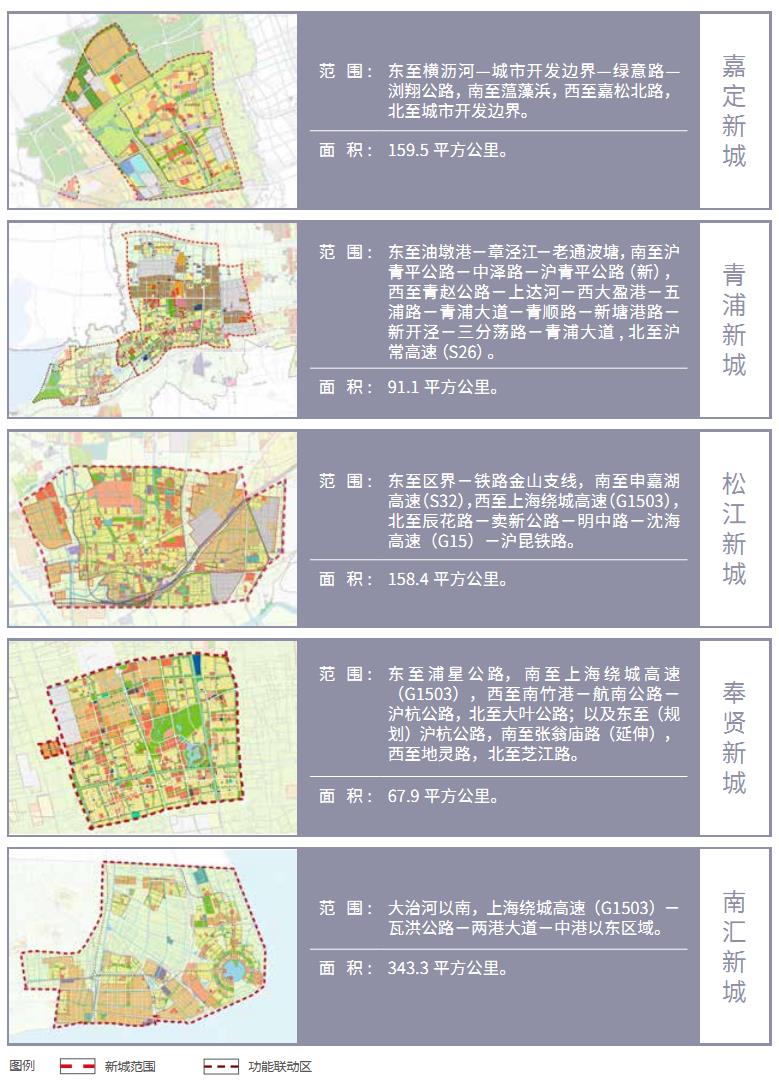 范 围： 东至横沥河—城市开发边界—绿意路—
浏翔公路，南至蕰藻浜，西至嘉松北路，
北至城市开发边界。
面 积： 159.5 平方公里。
嘉定新城
范 围： 东至油墩港－章泾江－老通波塘，南至沪
青平公路－中泽路－沪青平公路（新），
西至青赵公路－上达河－西大盈港－五
浦路－青浦大道－青顺路－新塘港路－
新开泾－三分荡路－青浦大道，北至沪
常高速（S26）。
面 积： 91.1 平方公里。
青浦新城
范 围： 东至区界－铁路金山支线，南至申嘉湖
高速（S32），西至上海绕城高速（G1503），
北至辰花路－卖新公路－明中路－沈海
高速（G15）－沪昆铁路。
面 积： 158.4 平方公里。
松江新城
范 围： 东至浦星公路，南至上海绕城高速
（G1503），西至南竹港－航南公路－
沪杭公路，北至大叶公路；以及东至（规
划）沪杭公路，南至张翁庙路（延伸），
西至地灵路，北至芝江路。
面 积： 67.9 平方公里。
奉贤新城
范 围： 大治河以南，上海绕城高速（G1503）－
瓦洪公路－两港大道－中港以东区域。
面 积： 343.3 平方公里。
南汇新城
图例 新城范围 功能联动区